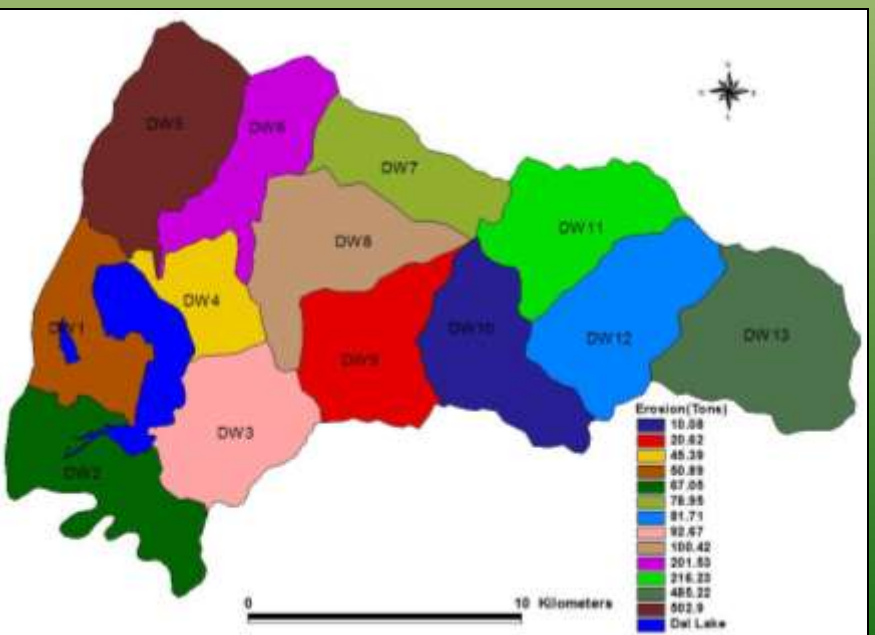 DW5
DW6
DW7
DW11
DW8
DW4
DW1
DW10
DW12
DW13
DW9
DW3
DW2
Erosion(Tons)
10.08
20.62
45.39
50.89
67.05
78.95
81.71
92.67
100.42
201.53
216.23
485.22
502.9
Dal Lake
0 10 Kilometers